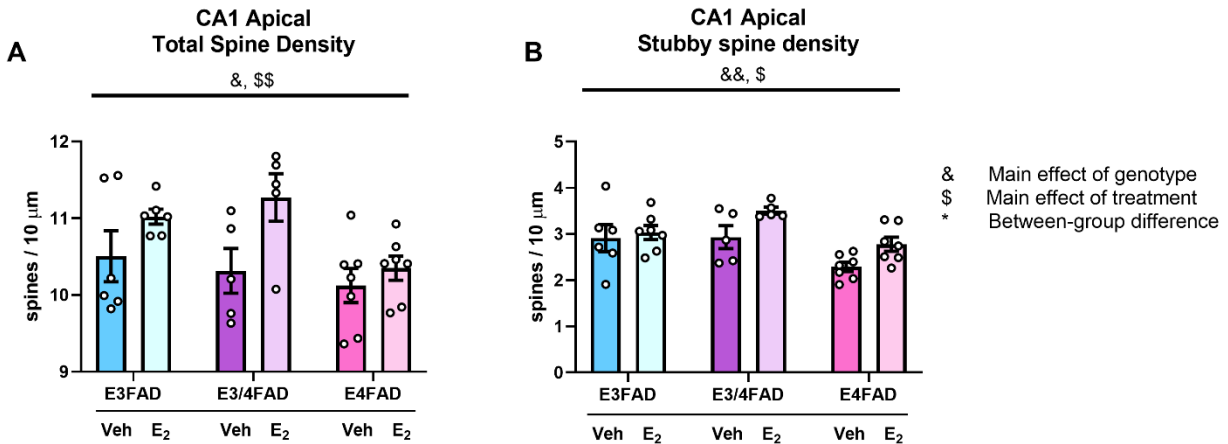 A
CA1 Apical
Total Spine Density
&, $$
spines / 10 μm
12
11
10
9
E3FAD E3/4FAD E4FAD
Veh E2 Veh E2 Veh E2
B
CA1 Apical
Stubby spine density
&&, $
spines / 10 μm
5
4
3
2
1
0
E3FAD E3/4FAD E4FAD
Veh E2 Veh E2 Veh E2
& Main effect of genotype
$ Main effect of treatment
* Between-group difference